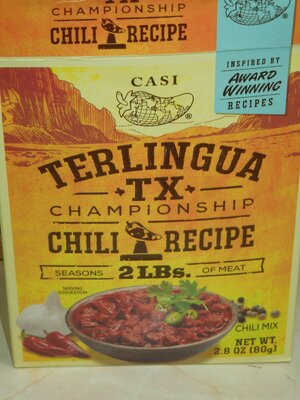 TX
CHAMPIONSHIP
CHILI RECIPE
®
INSPIRED BY
AWARD
WINNING
RECIPES
CASI
®
TERLINGUA
TX
CHAMPIONSHIP
CHILI RECIPE
SEASONS 2 LBS. OF MEAT
SERVING
SUGGESTION
CHILI MIX
NET WT.
2.8 OZ (80g)